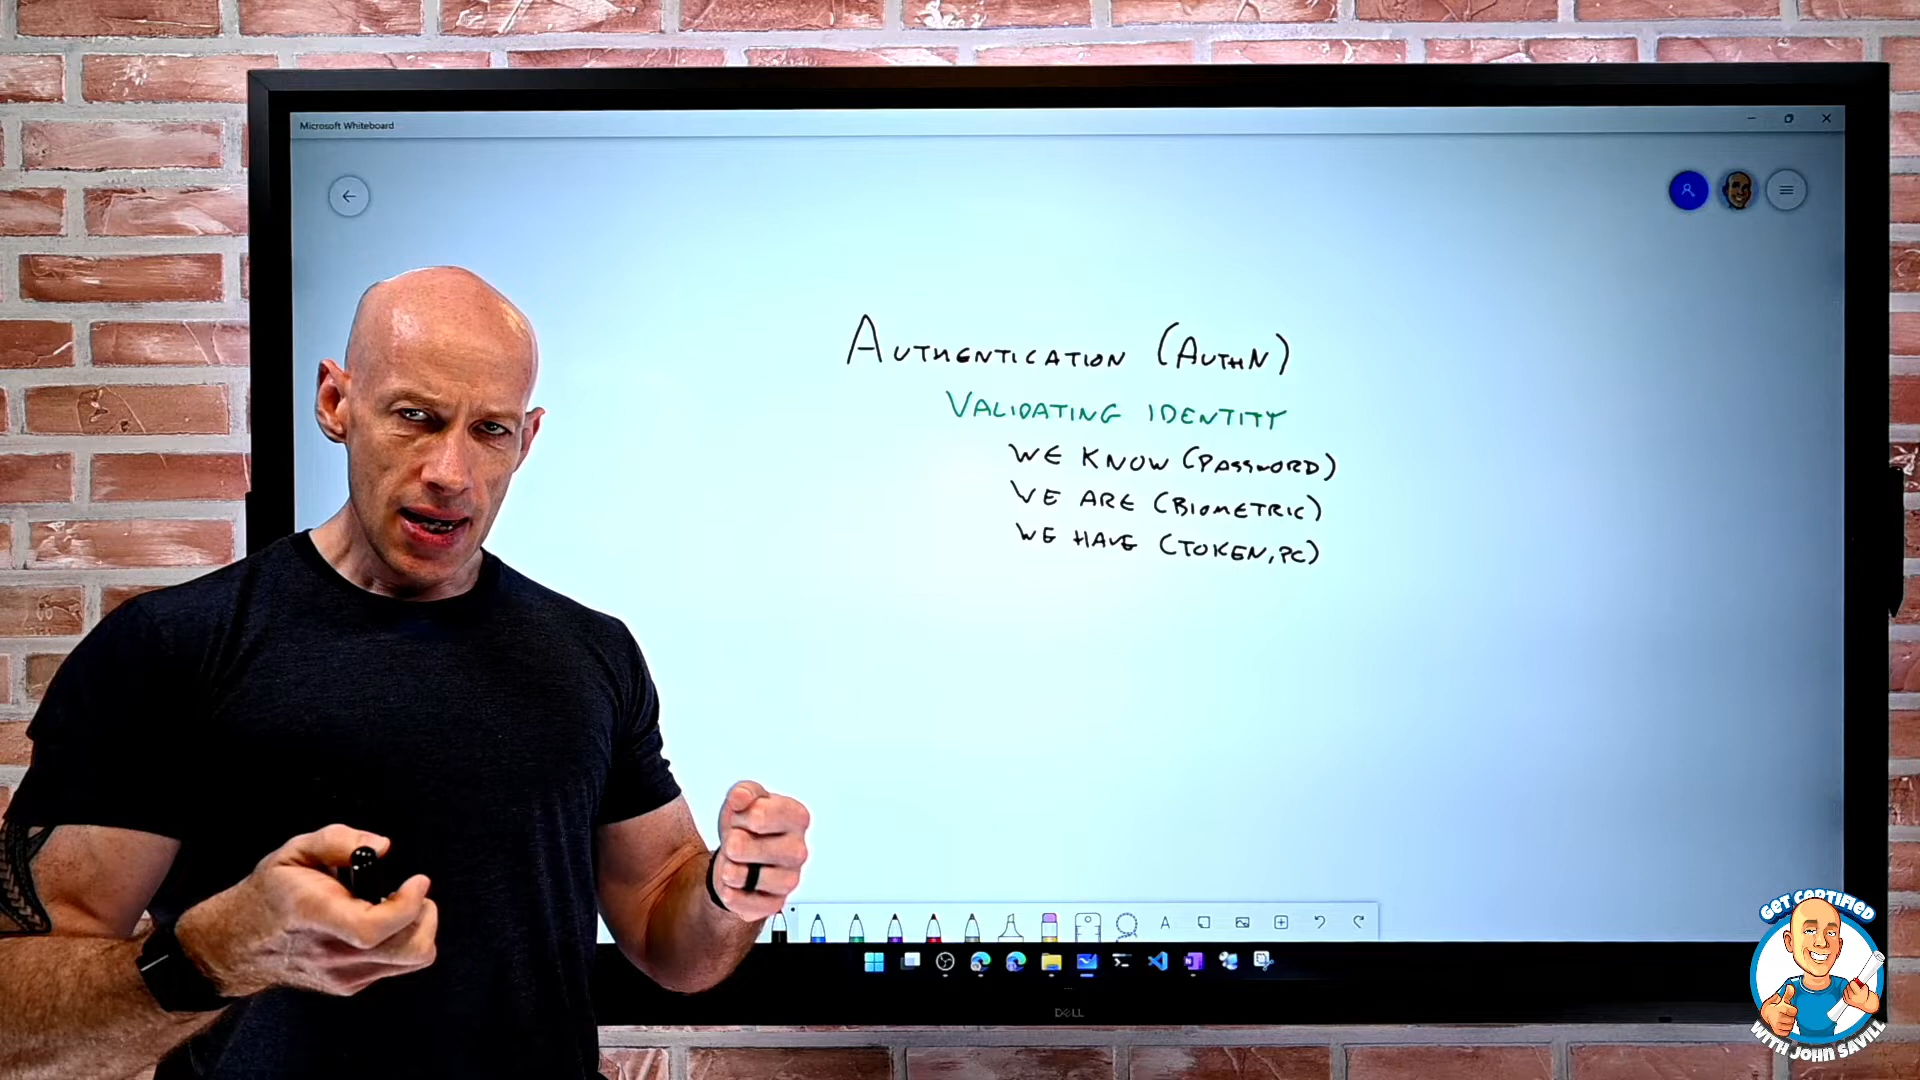 Microsoft Whiteboard
AUTHENTICATION (AUTHN)
VALIDATING IDENTITY
WE KNOW (PASSWORD)
WE ARE (BIOMETRIC)
WE HAVE (TOKEN, PC)
DELL
GET CERTIFIED
WITH JOHN SAVILL